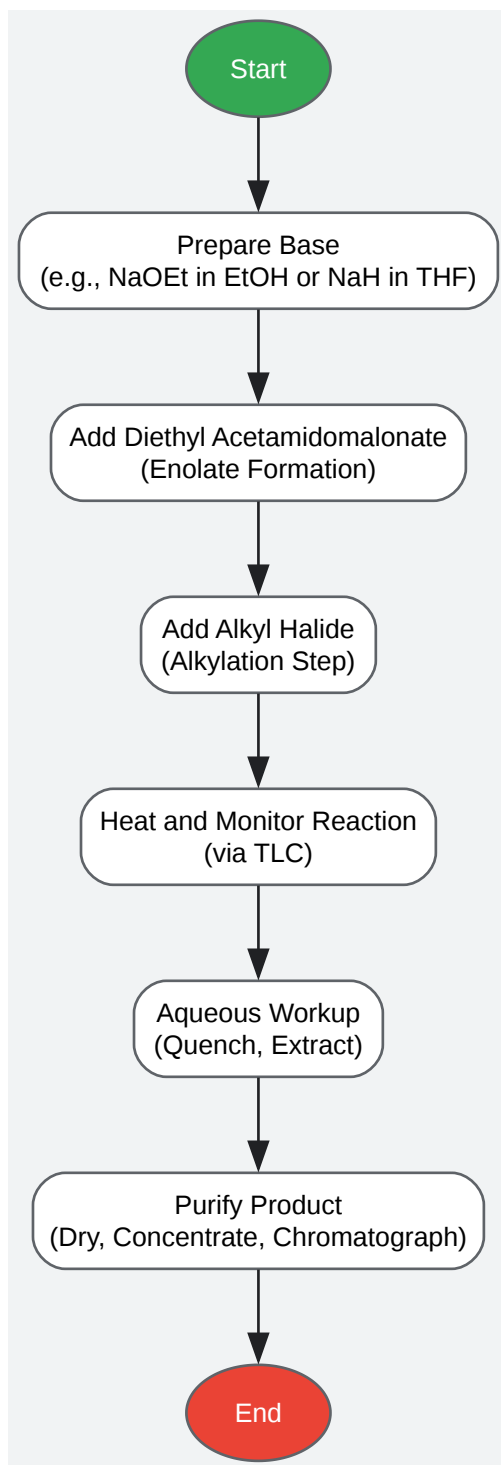 Start
Prepare Base
(e.g., NaOEt in EtOH or NaH in THF)
Add Diethyl Acetamidomalonate
(Enolate Formation)
Add Alkyl Halide
(Alkylation Step)
Heat and Monitor Reaction
(via TLC)
Aqueous Workup
(Quench, Extract)
Purify Product
(Dry, Concentrate, Chromatograph)
End